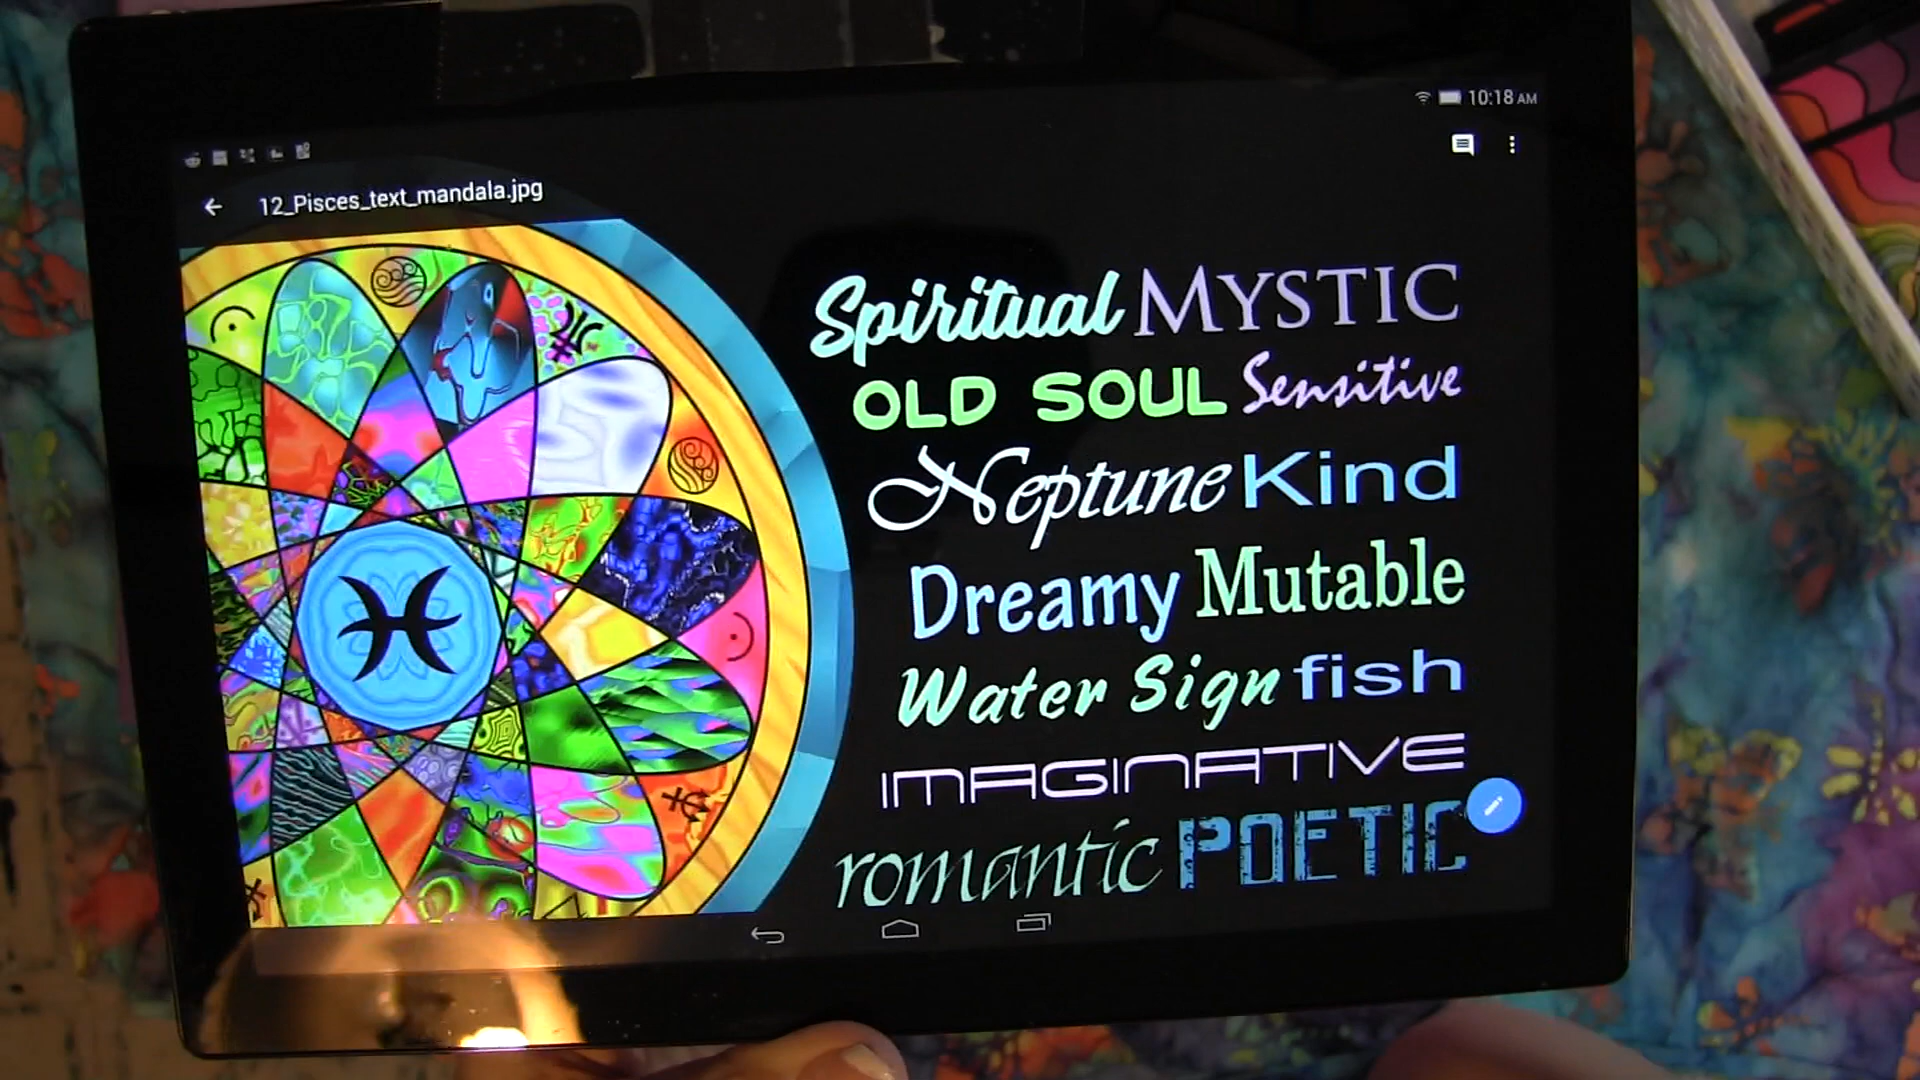 10:18 AM
12_Pisces_text_mandala.jpg
Spiritual MYSTIC
OLD SOUL Sensitive
Neptune Kind
Dreamy Mutable
Water Sign fish
IMAGINATIVE
romantic POETIC